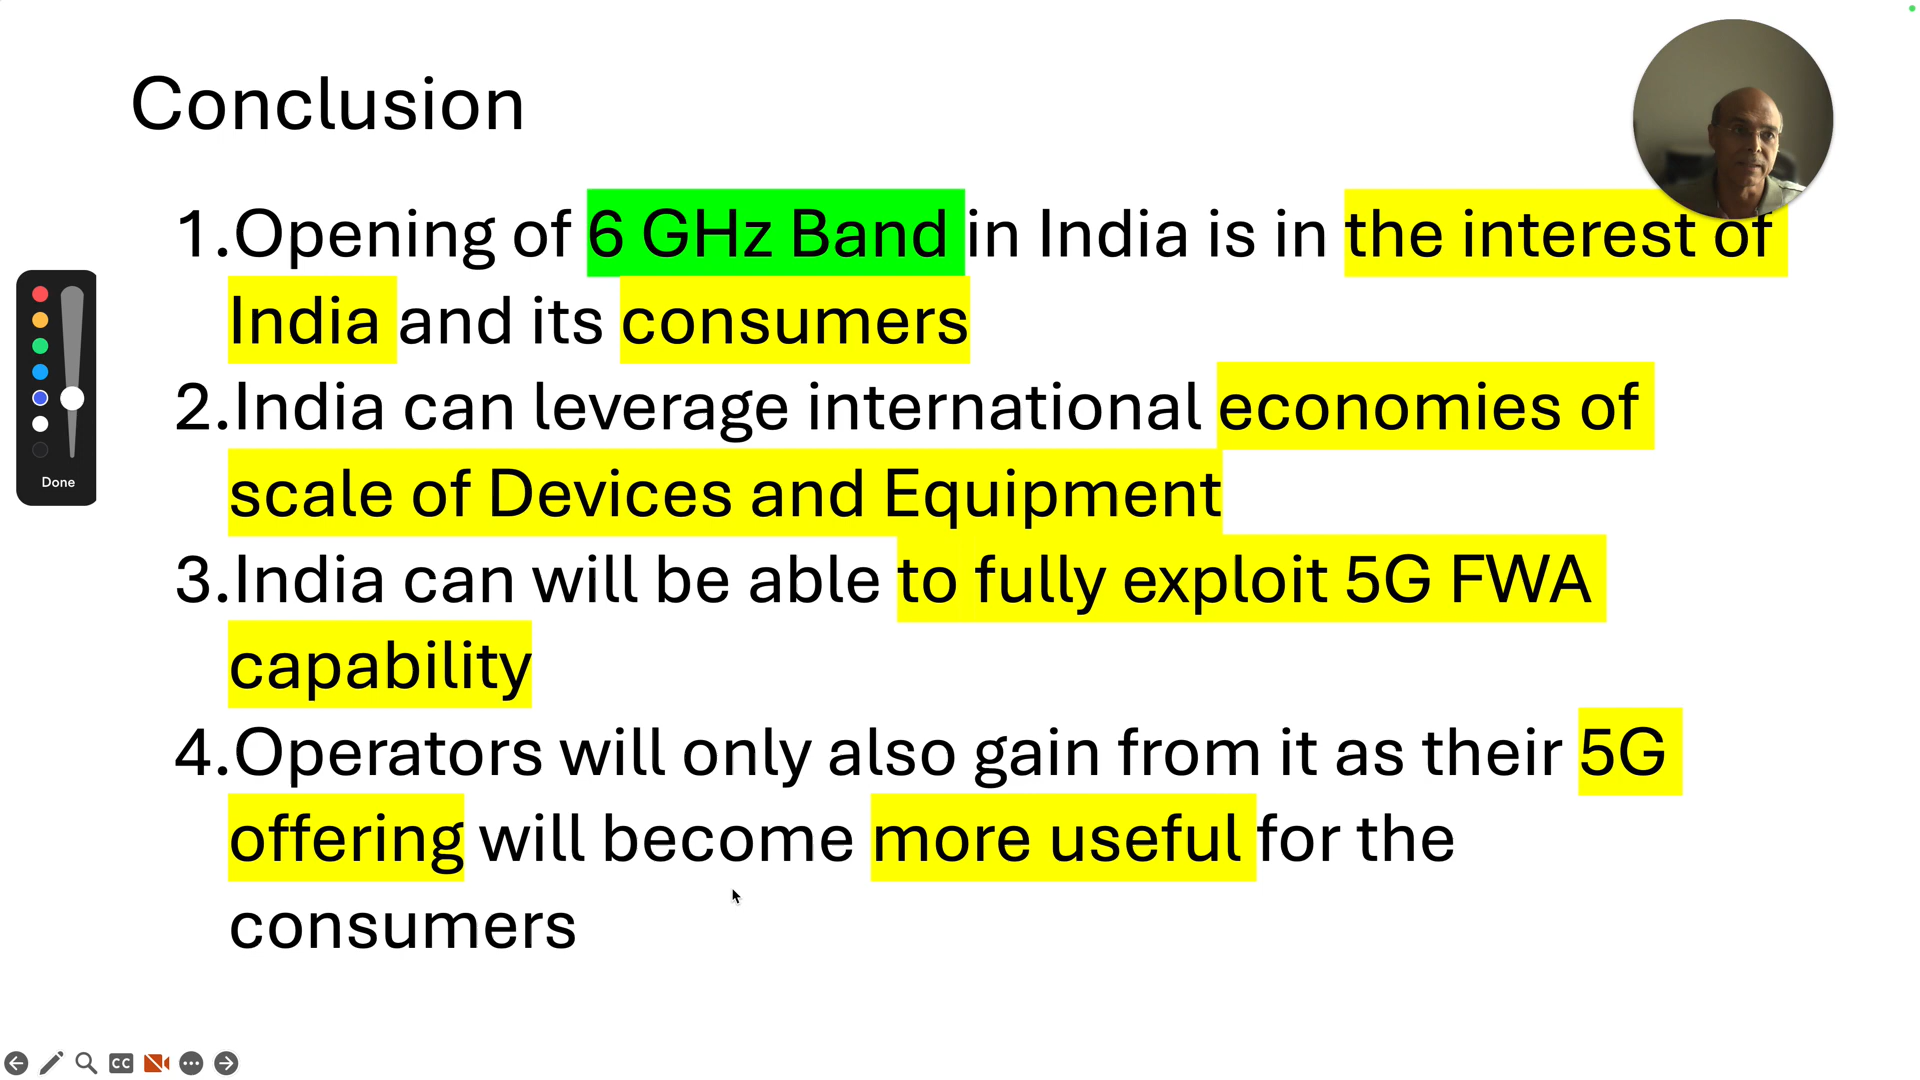 Conclusion
1.Opening of 6 GHz Band in India is in the interest of
India and its consumers
2.India can leverage international economies of
scale of Devices and Equipment
3.India can will be able to fully exploit 5G FWA
capability
4.Operators will only also gain from it as their 5G
offering will become more useful for the
consumers
Done
CC